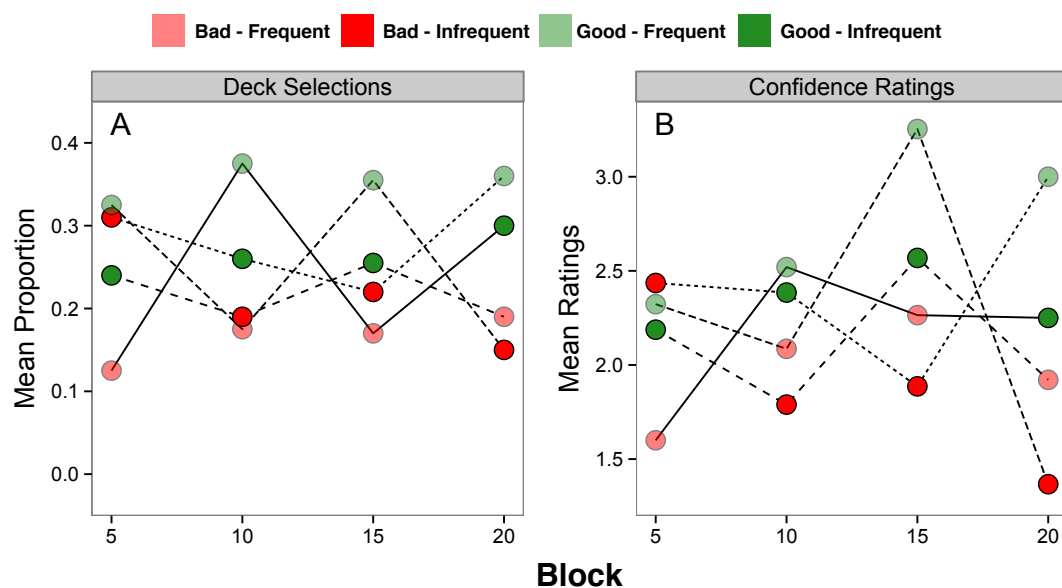 Bad - Frequent Bad - Infrequent Good - Frequent Good - Infrequent
Deck Selections
A
Mean Proportion
0.4
0.3
0.2
0.1
0.0
5 10 15 20
Confidence Ratings
B
Mean Ratings
3.0
2.5
2.0
1.5
5 10 15 20
Block